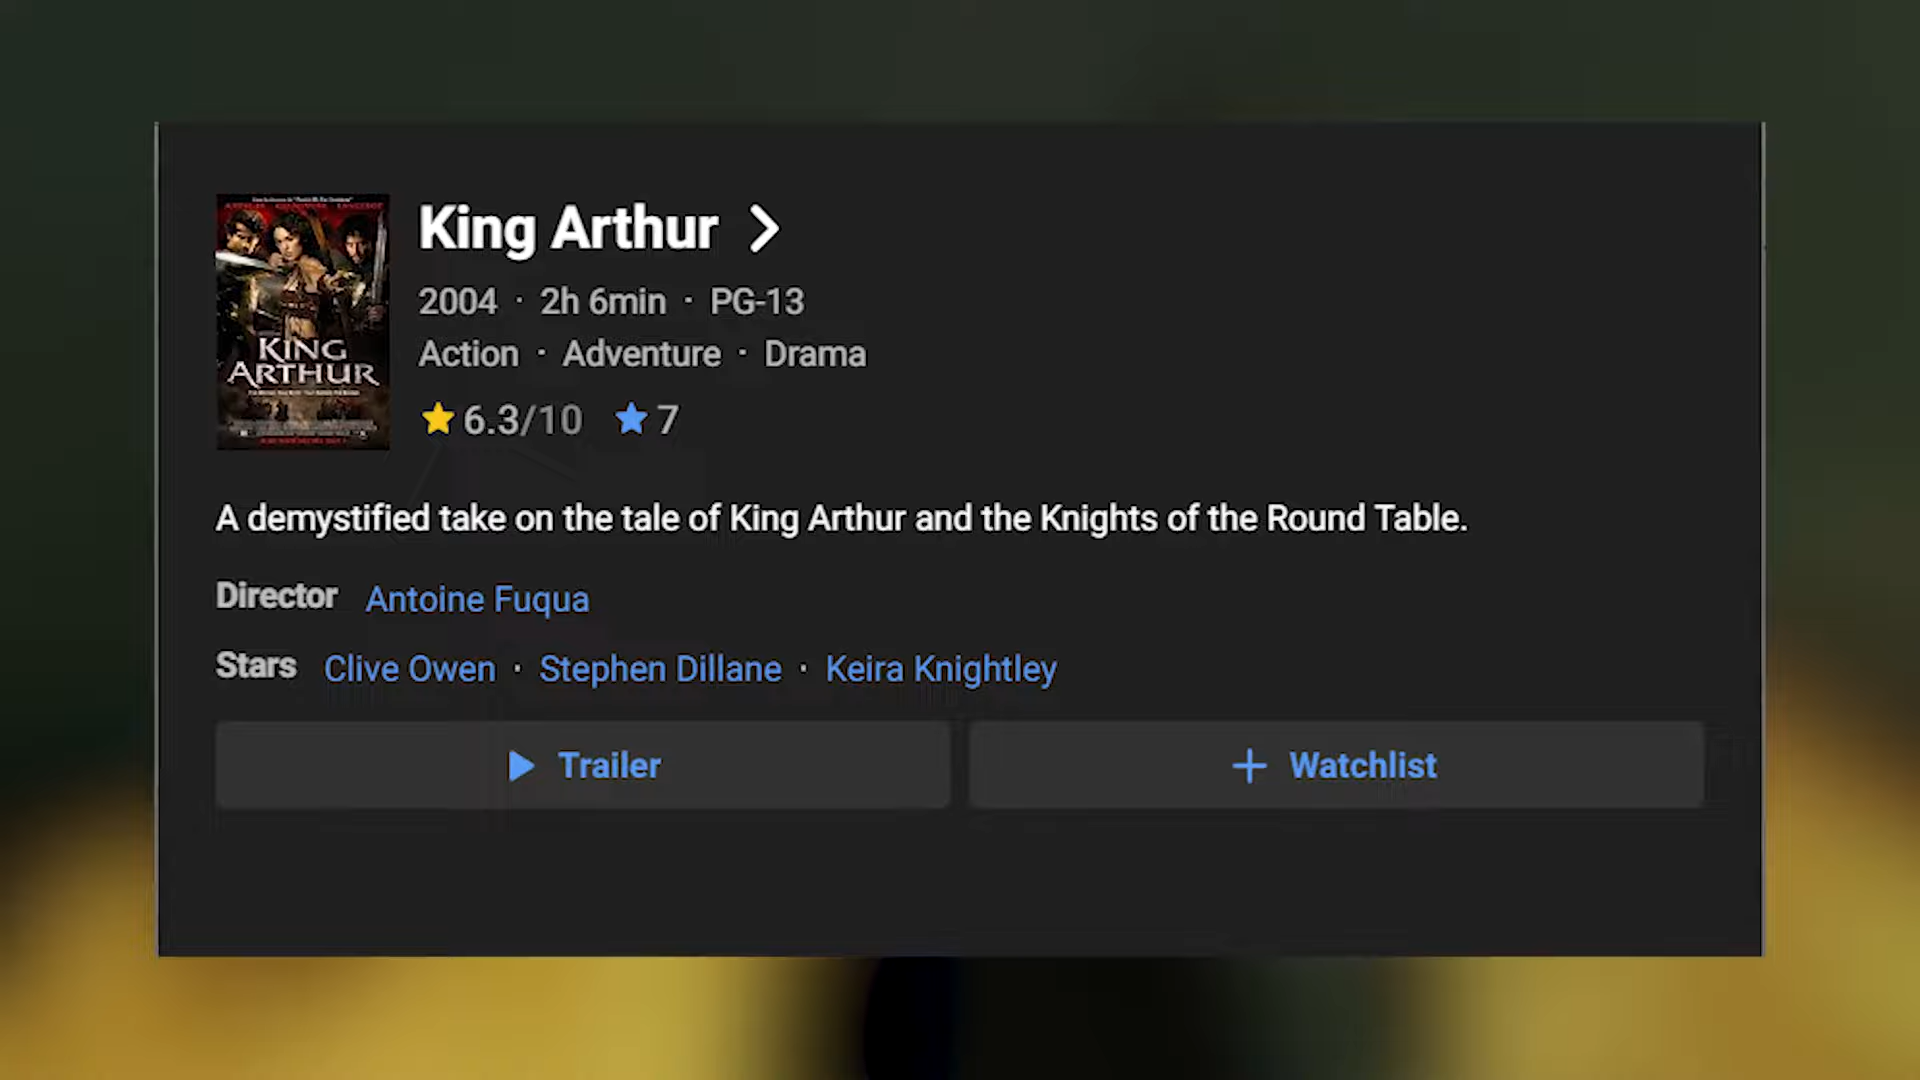 King Arthur
2004 · 2h 6min · PG-13
Action · Adventure · Drama
6.3/10 7
KING
ARTHUR
A demystified take on the tale of King Arthur and the Knights of the Round Table.
Director Antoine Fuqua
Stars Clive Owen · Stephen Dillane · Keira Knightley
Trailer
Watchlist